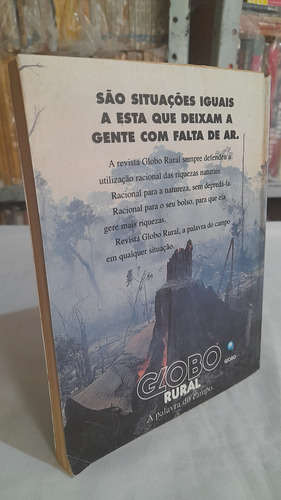 SÃO SITUAÇÕES IGUAIS
A ESTA QUE DEIXAM A
GENTE COM FALTA DE AR.
A revista Globo Rural sempre defendeu a
utilização racional das riquezas naturais.
Racional para a natureza, sem depredá-la.
Racional para o seu bolso, para que ela
gere mais riquezas.
Revista Globo Rural, a palavra do campo
em qualquer situação.
GLOBO
RURAL
A palavra do campo.
GLOBO